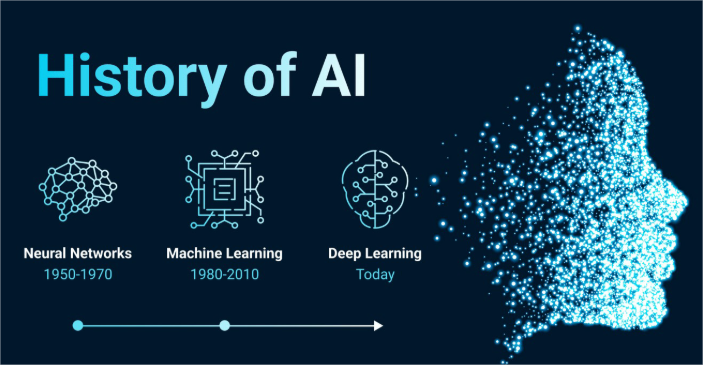 History of AI
Neural Networks
1950-1970
Machine Learning
1980-2010
Deep Learning
Today